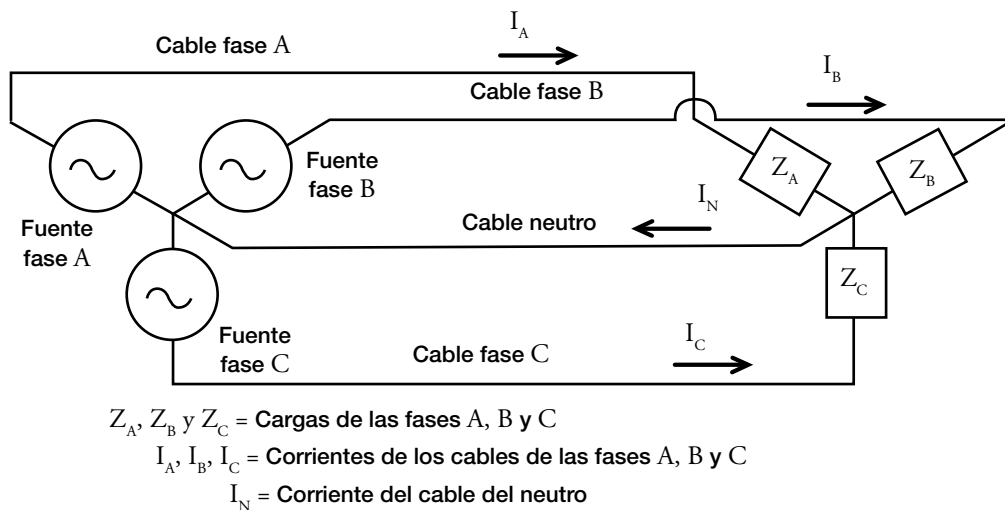 I_A
Cable fase A
I_B
Cable fase B
Fuente
fase B
Z_A
Z_B
I_N
Cable neutro
Fuente
fase A
Z_C
Fuente
fase C
I_C
Cable fase C
Z_A, Z_B y Z_C = Cargas de las fases A, B y C
I_A, I_B, I_C = Corrientes de los cables de las fases A, B y C
I_N = Corriente del cable del neutro